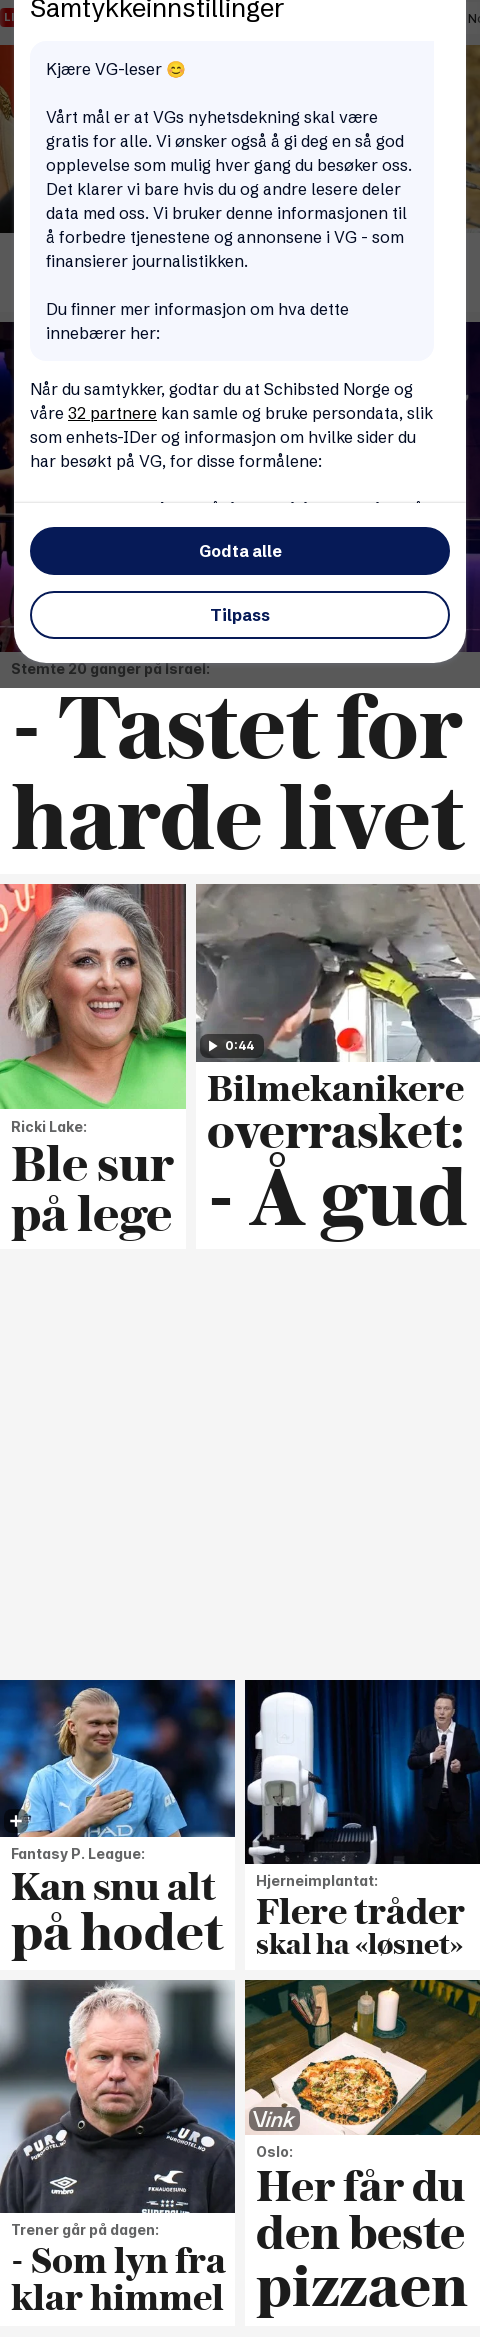 Samtykkeinnstillinger
Kjære VG-leser 😊
Vårt mål er at VGs nyhetsdekning skal være
gratis for alle. Vi ønsker også å gi deg en så god
opplevelse som mulig hver gang du besøker oss.
Det klarer vi bare hvis du og andre lesere deler
data med oss. Vi bruker denne informasjonen til
å forbedre tjenestene og annonsene i VG - som
finansierer journalistikken.
Du finner mer informasjon om hva dette
innebærer her:
Når du samtykker, godtar du at Schibsted Norge og
våre 32 partnere kan samle og bruke persondata, slik
som enhets-IDer og informasjon om hvilke sider du
har besøkt på VG, for disse formålene:
Godta alle
Tilpass
Stemte 20 ganger på Israel:
- Tastet for
harde livet
0:44
Ricki Lake:
Ble sur
på lege
Bilmekanikere
overrasket:
- Å gud
Fantasy P. League:
Kan snu alt
på hodet
Hjerneimplantat:
Flere tråder
skal ha «løsnet»
PURO
PUROHOTEL.NO
umbro
FK HAUGESUND
Trener går på dagen:
- Som lyn fra
klar himmel
Vink
Oslo:
Her får du
den beste
pizzaen